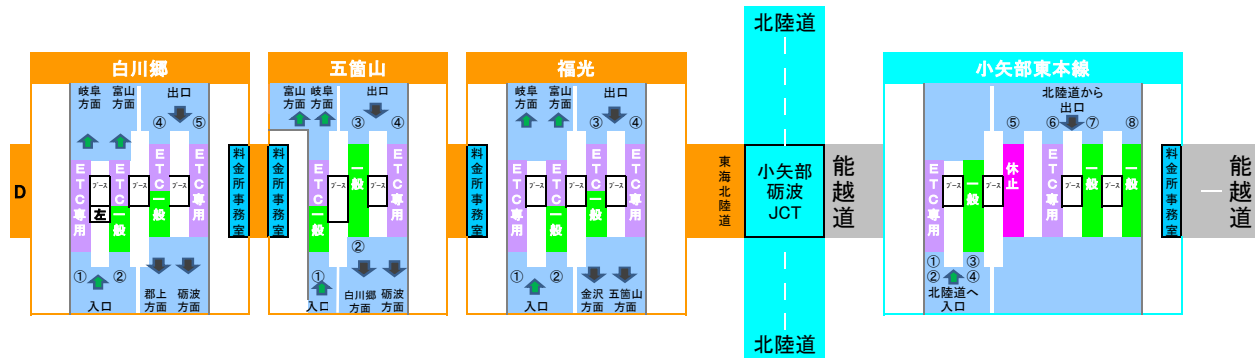 北陸道
白川郷
岐阜
方面
富山
方面
出口
④
⑤
ETC専用
ブース
左
ETC一般
ブース
ETC一般
ブース
ETC専用
①
②
入口
郡上
方面
砺波
方面
D
料金所事務室
五箇山
富山
方面
岐阜
方面
出口
③
④
料金所事務室
ETC一般
ブース
一般
ブース
ETC専用
①
②
入口
白川郷
方面
砺波
方面
福光
岐阜
方面
富山
方面
出口
③
④
料金所事務室
ETC専用
ブース
ETC一般
ブース
ETC一般
ブース
ETC専用
①
②
入口
金沢
方面
五箇山
方面
東海北陸道
小矢部
砺波
JCT
能越道
北陸道
小矢部東本線
北陸道から
出口
⑤
⑥
⑦
⑧
ETC専用
ブース
一般
休止
ETC専用
ブース
一般
ブース
一般
①
②
③
④
北陸道へ
入口
料金所事務室
能越道